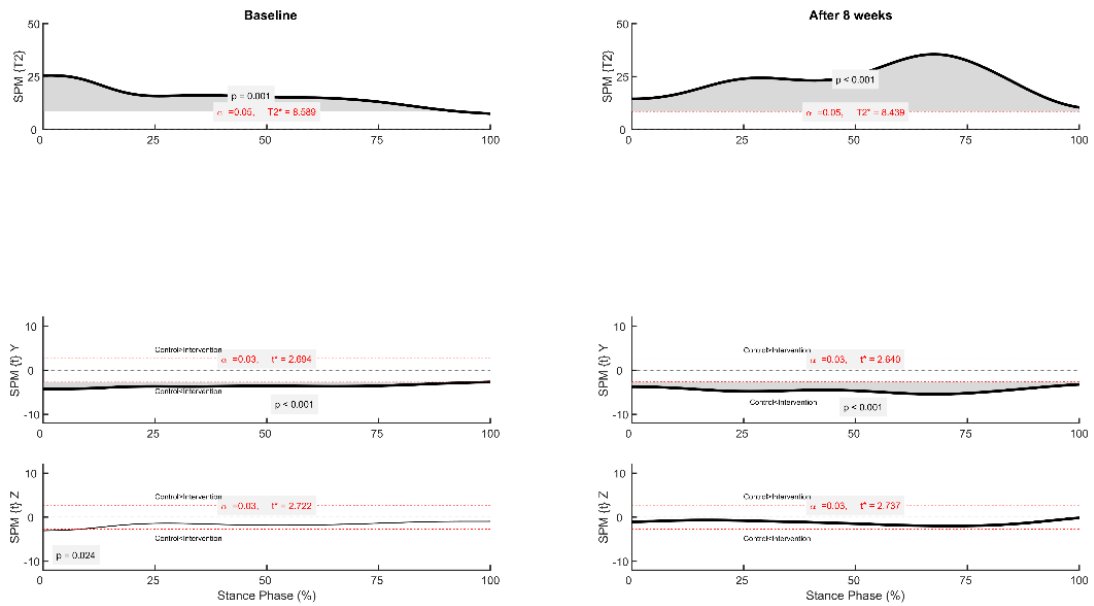 Baseline
After 8 weeks
50
25
0
SPM {T2}
p = 0.001
α =0.05, T2* = 8.589
0 25 50 75 100
50
25
0
SPM {T2}
p < 0.001
α =0.05, T2* = 8.439
0 25 50 75 100
10
0
-10
SPM {t} Y
Control>Intervention
α =0.03, t* = 2.694
Control<Intervention
p < 0.001
0 25 50 75 100
10
0
-10
SPM {t} Y
Control>Intervention
α =0.03, t* = 2.640
Control<Intervention
p < 0.001
0 25 50 75 100
10
0
-10
SPM {t} Z
Control>Intervention
α =0.03, t* = 2.722
Control<Intervention
p = 0.024
0 25 50 75 100
Stance Phase (%)
10
0
-10
SPM {t} Z
Control>Intervention
α =0.03, t* = 2.737
Control<Intervention
0 25 50 75 100
Stance Phase (%)